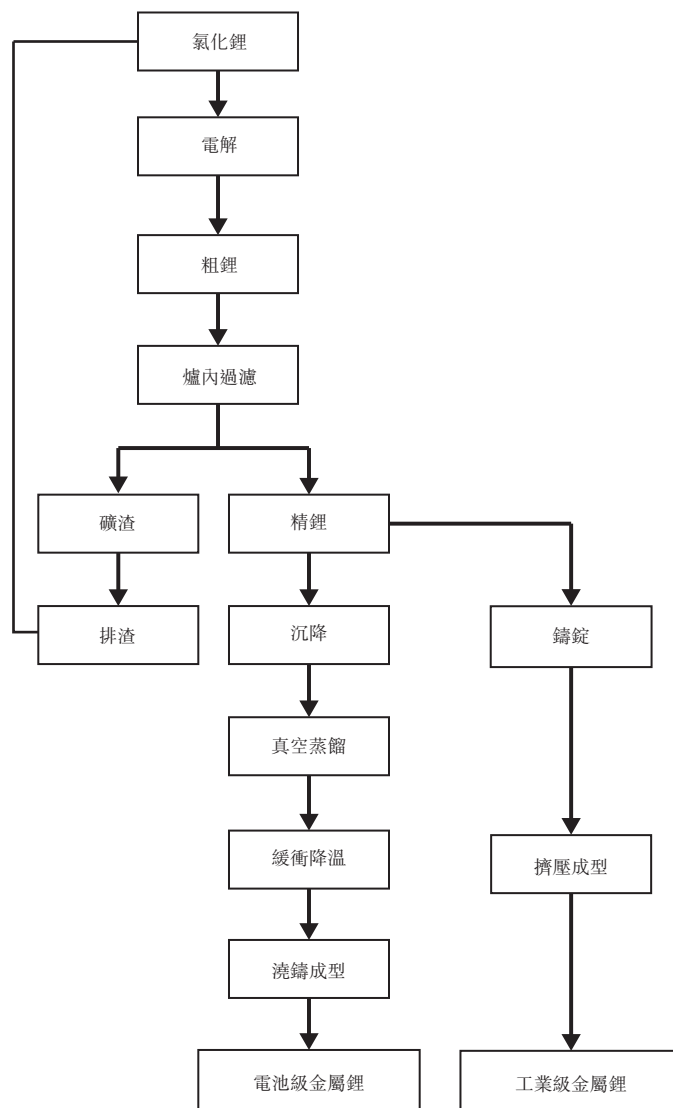 氯化鋰
電解
粗鋰
爐內過濾
礦渣
精鋰
排渣
沉降
鑄錠
真空蒸餾
擠壓成型
緩衝降溫
澆鑄成型
電池級金屬鋰
工業級金屬鋰